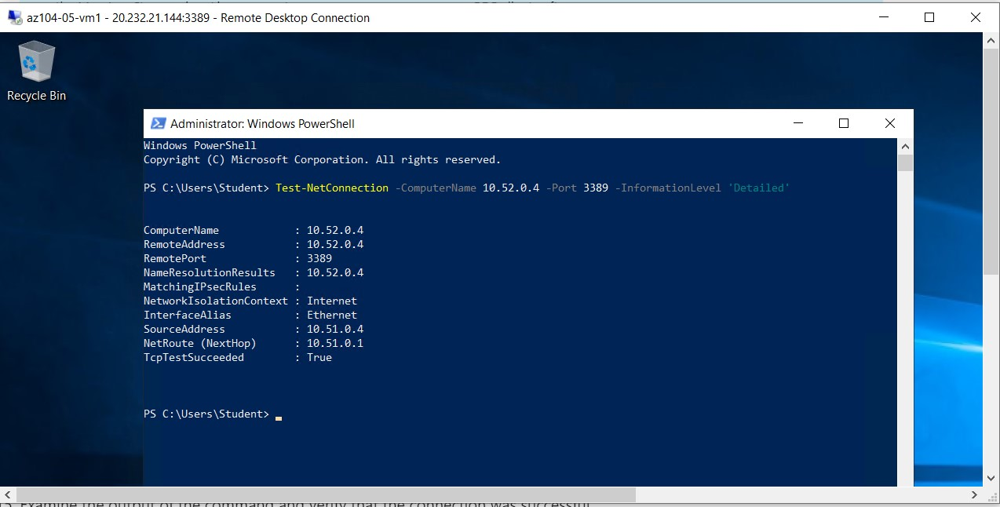 az104-05-vm1 - 20.232.21.144:3389 - Remote Desktop Connection
Recycle Bin
Administrator: Windows PowerShell
Windows PowerShell
Copyright (C) Microsoft Corporation. All rights reserved.
PS C:\Users\Student> Test-NetConnection -ComputerName 10.52.0.4 -Port 3389 -InformationLevel 'Detailed'
ComputerName            : 10.52.0.4
RemoteAddress           : 10.52.0.4
RemotePort              : 3389
NameResolutionResults   : 10.52.0.4
MatchingIPsecRules      :
NetworkIsolationContext : Internet
InterfaceAlias          : Ethernet
SourceAddress           : 10.51.0.4
NetRoute (NextHop)      : 10.51.0.1
TcpTestSucceeded        : True
PS C:\Users\Student>
Examine the output of the command and verify that the connection was successful